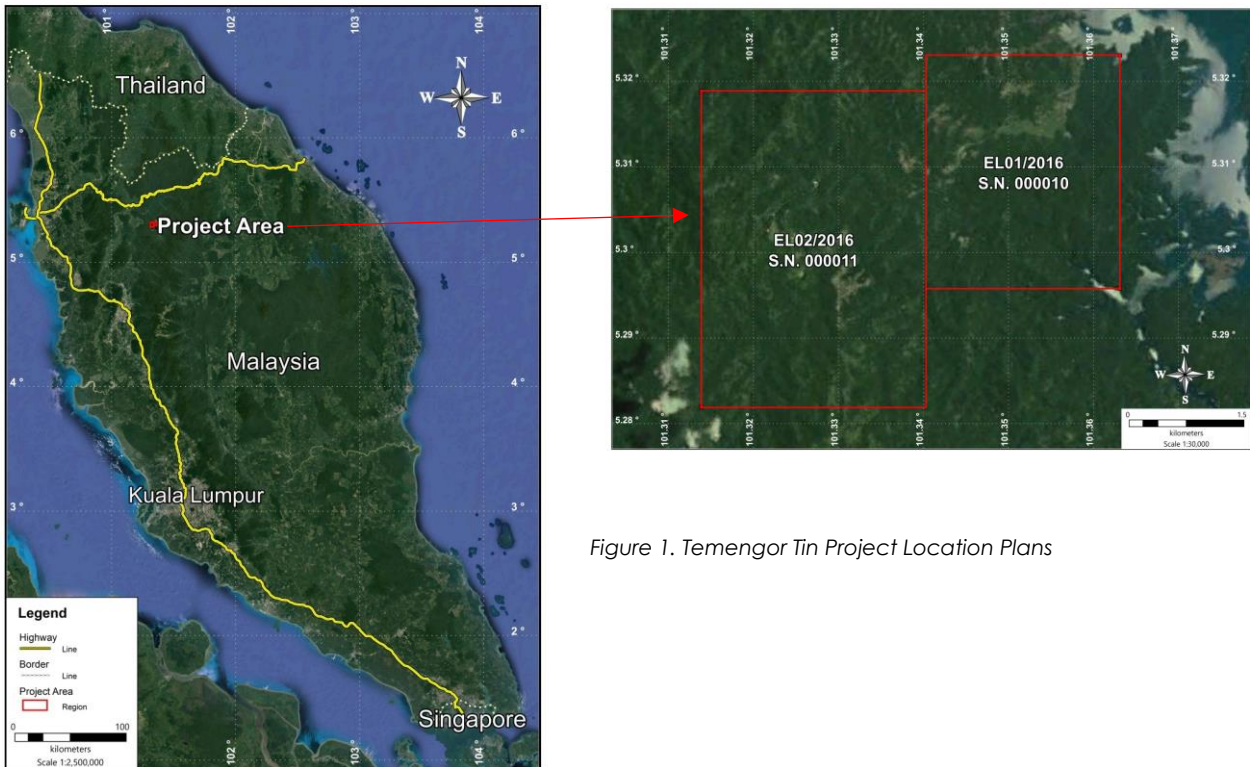 101
102
103
104
Thailand
N
W E
S
6°
6°
Project Area
5°
5°
4°
4°
Malaysia
Kuala Lumpur
3°
3°
2°
2°
Singapore
101
102
103
104
Legend
Highway
Line
Border
Line
Project Area
Region
0 100
kilometers
Scale 1:2,500,000
101.31°
101.32°
101.33°
101.34°
101.35°
101.36°
101.37°
5.32°
5.32°
EL01/2016
S.N. 000010
5.31°
5.31°
EL02/2016
S.N. 000011
5.3°
5.3°
5.29°
5.29°
N
W E
S
5.28°
101.31°
101.32°
101.33°
101.34°
101.35°
101.36°
0 1.5
kilometers
Scale 1:30,000
Figure 1. Temengor Tin Project Location Plans